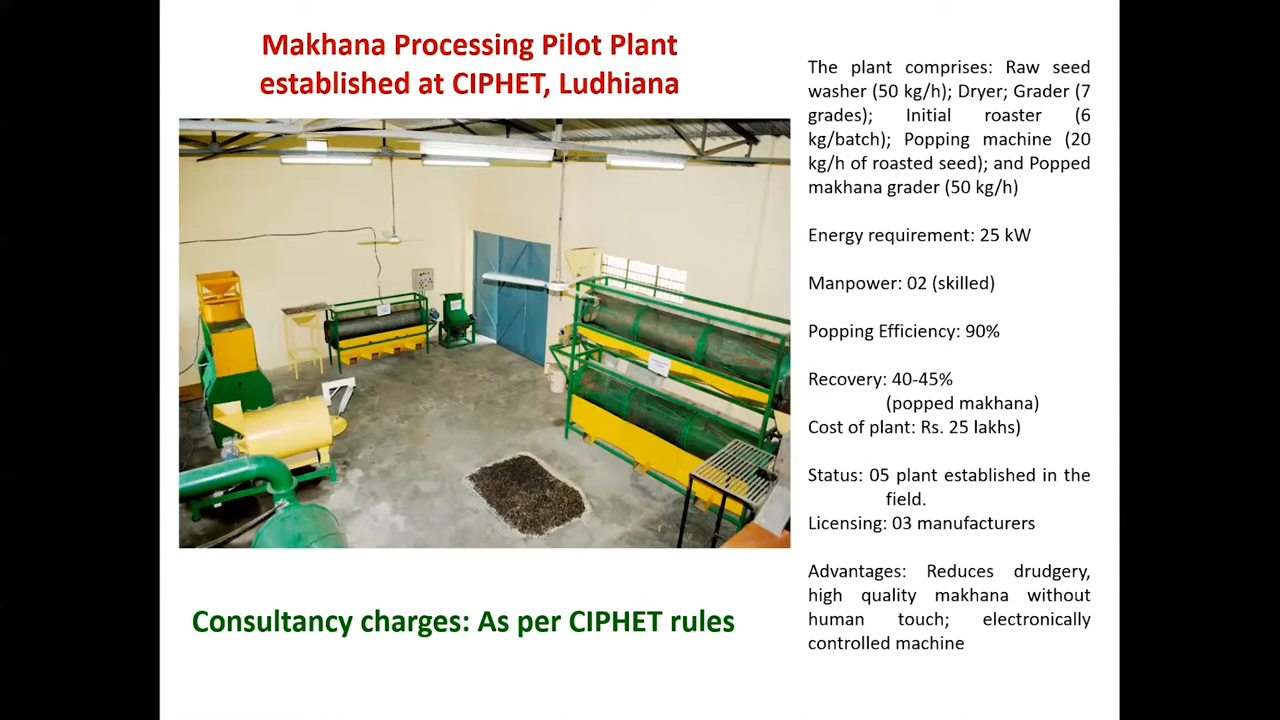 Makhana Processing Pilot Plant
established at CIPHET, Ludhiana
The plant comprises: Raw seed
washer (50 kg/h); Dryer; Grader (7
grades); Initial roaster (6
kg/batch); Popping machine (20
kg/h of roasted seed); and Popped
makhana grader (50 kg/h)
Energy requirement: 25 kW
Manpower: 02 (skilled)
Popping Efficiency: 90%
Recovery: 40-45%
(popped makhana)
Cost of plant: Rs. 25 lakhs)
Status: 05 plant established in the
field.
Licensing: 03 manufacturers
Advantages: Reduces drudgery,
high quality makhana without
human touch; electronically
controlled machine
Consultancy charges: As per CIPHET rules